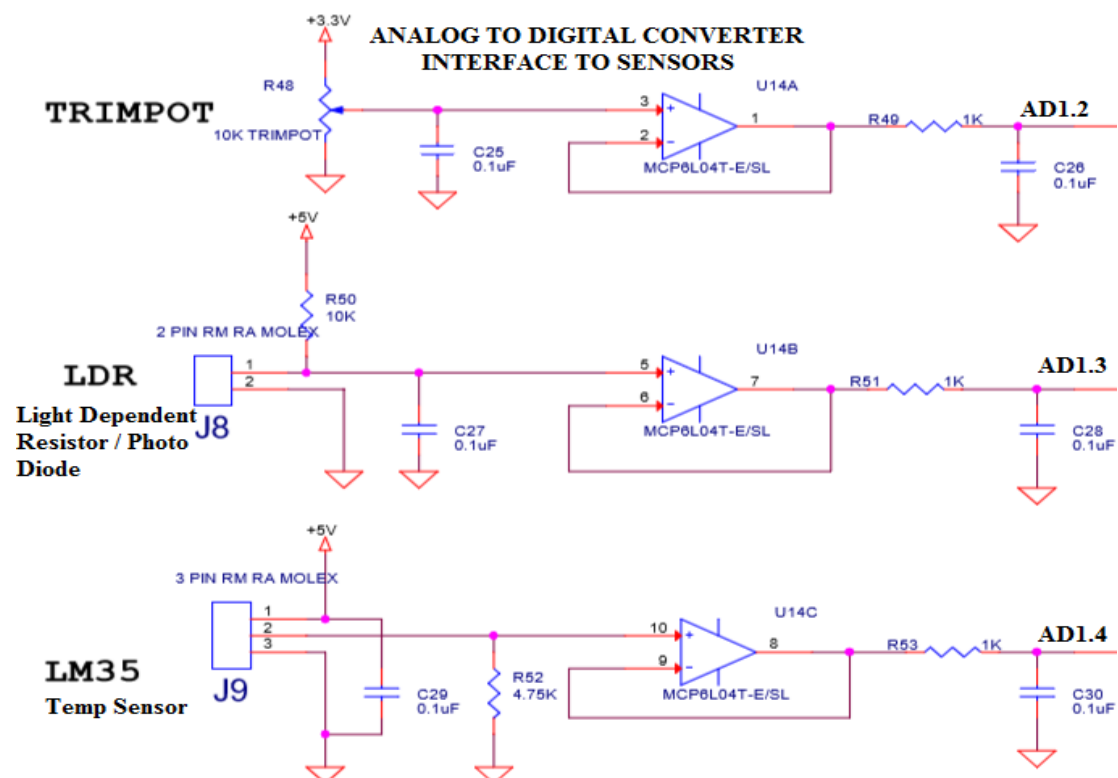 +3.3V
ANALOG TO DIGITAL CONVERTER
INTERFACE TO SENSORS
R48
U14A
TRIMPOT
3
+
1
R49
1K
AD1.2
10K TRIMPOT
2
−
C25
0.1uF
MCP6L04T-E/SL
C26
0.1uF
+5V
R50
10K
2 PIN RM RA MOLEX
U14B
LDR
1
2
5
+
7
R51
1K
AD1.3
6
−
Light Dependent
Resistor / Photo
Diode
J8
C27
0.1uF
MCP6L04T-E/SL
C28
0.1uF
+5V
3 PIN RM RA MOLEX
U14C
1
2
3
10
+
8
R53
1K
AD1.4
9
−
LM35
J9
Temp Sensor
C29
0.1uF
R52
4.75K
MCP6L04T-E/SL
C30
0.1uF